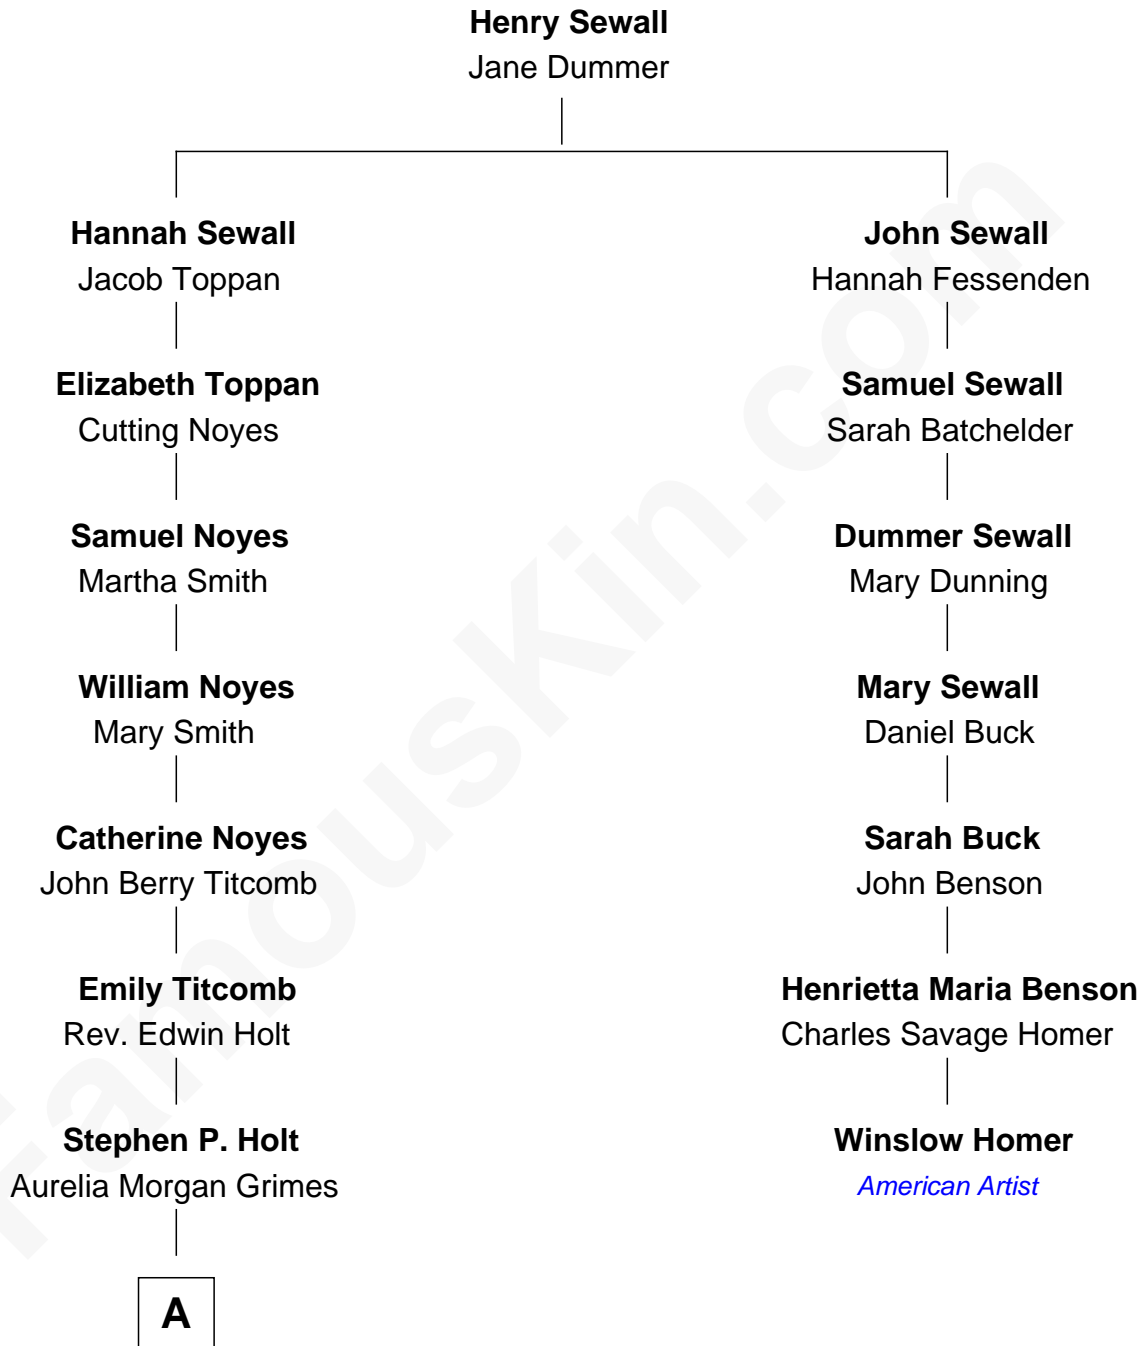 Henry Sewall
Jane Dummer
Hannah Sewall
Jacob Toppan
John Sewall
Hannah Fessenden
Elizabeth Toppan
Cutting Noyes
Samuel Sewall
Sarah Batchelder
Samuel Noyes
Martha Smith
Dummer Sewall
Mary Dunning
William Noyes
Mary Smith
Mary Sewall
Daniel Buck
Catherine Noyes
John Berry Titcomb
Sarah Buck
John Benson
Emily Titcomb
Rev. Edwin Holt
Henrietta Maria Benson
Charles Savage Homer
Stephen P. Holt
Aurelia Morgan Grimes
Winslow Homer
American Artist
A
FamousKin.com